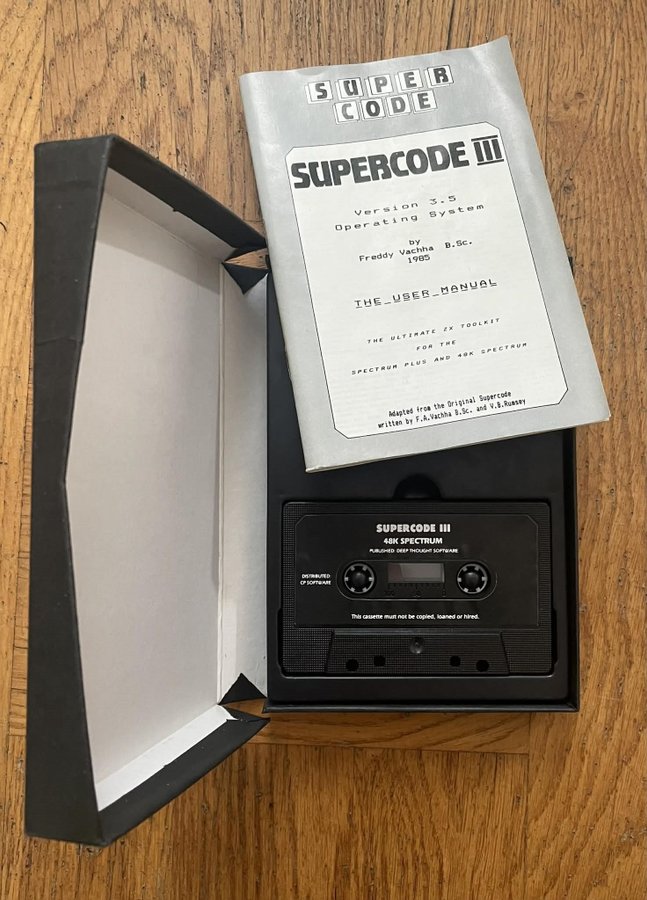 SUPER
CODE
SUPERCODE III
Version 3.5
Operating System
by
Freddy Vachha B.Sc.
1985
THE USER MANUAL
THE ULTIMATE ZX TOOLKIT
FOR THE
SPECTRUM PLUS AND 48K SPECTRUM
Adapted from the Original Supercode
written by F.A.Vachha B.Sc. and V.B.Rumsey
SUPERCODE III
48K SPECTRUM
PUBLISHED: DEEP THOUGHT SOFTWARE
DISTRIBUTED
CP SOFTWARE
This cassette must not be copied, loaned or hired.